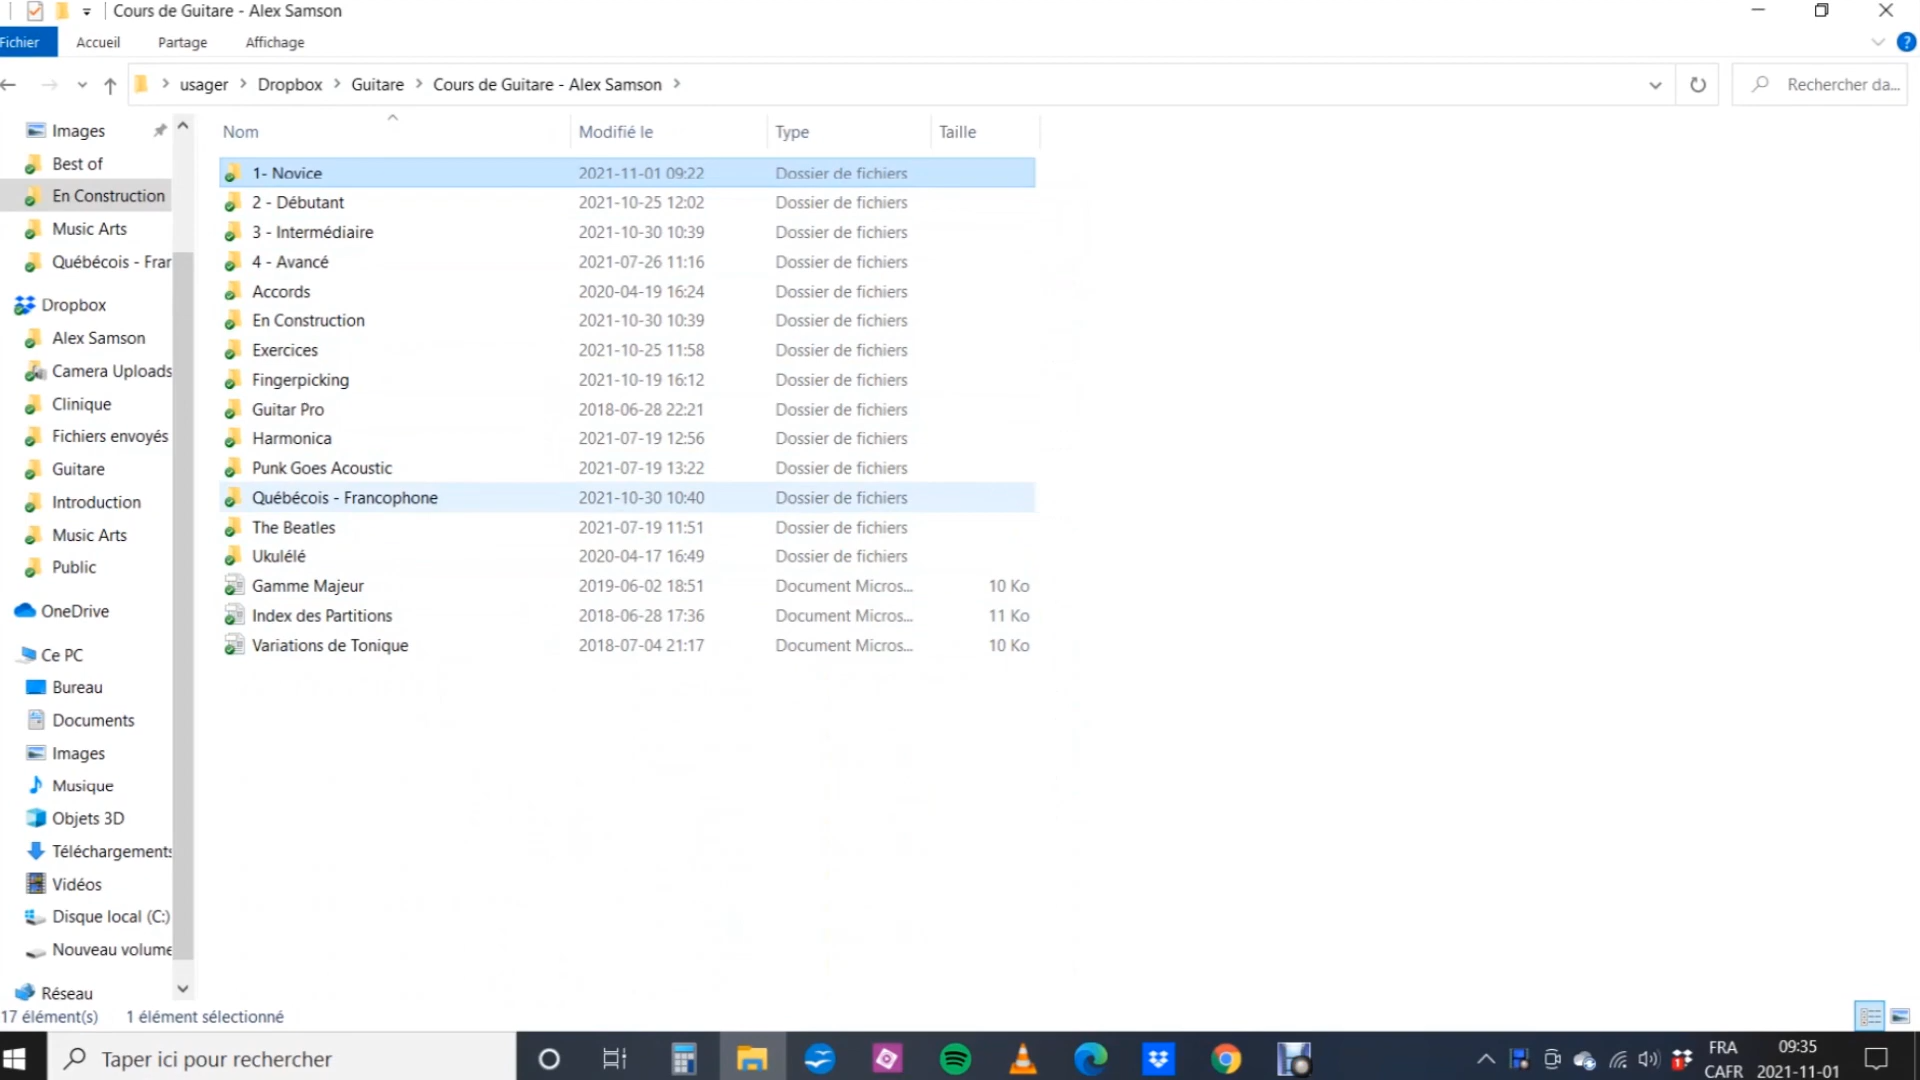 Cours de Guitare - Alex Samson
Fichier Accueil Partage Affichage
usager Dropbox Guitare Cours de Guitare - Alex Samson Rechercher da...
Nom Modifié le Type Taille
1- Novice 2021-11-01 09:22 Dossier de fichiers
2 - Débutant 2021-10-25 12:02 Dossier de fichiers
3 - Intermédiaire 2021-10-30 10:39 Dossier de fichiers
4 - Avancé 2021-07-26 11:16 Dossier de fichiers
Accords 2020-04-19 16:24 Dossier de fichiers
En Construction 2021-10-30 10:39 Dossier de fichiers
Exercices 2021-10-25 11:58 Dossier de fichiers
Fingerpicking 2021-10-19 16:12 Dossier de fichiers
Guitar Pro 2018-06-28 22:21 Dossier de fichiers
Harmonica 2021-07-19 12:56 Dossier de fichiers
Punk Goes Acoustic 2021-07-19 13:22 Dossier de fichiers
Québécois - Francophone 2021-10-30 10:40 Dossier de fichiers
The Beatles 2021-07-19 11:51 Dossier de fichiers
Ukulélé 2020-04-17 16:49 Dossier de fichiers
Gamme Majeur 2019-06-02 18:51 Document Micros... 10 Ko
Index des Partitions 2018-06-28 17:36 Document Micros... 11 Ko
Variations de Tonique 2018-07-04 21:17 Document Micros... 10 Ko
Images
Best of
En Construction
Music Arts
Québécois - Fran
Dropbox
Alex Samson
Camera Uploads
Clinique
Fichiers envoyés
Guitare
Introduction
Music Arts
Public
OneDrive
Ce PC
Bureau
Documents
Images
Musique
Objets 3D
Téléchargements
Vidéos
Disque local (C:)
Nouveau volume
Réseau
17 élément(s) 1 élément sélectionné
Taper ici pour rechercher
FRA
CAFR
09:35
2021-11-01